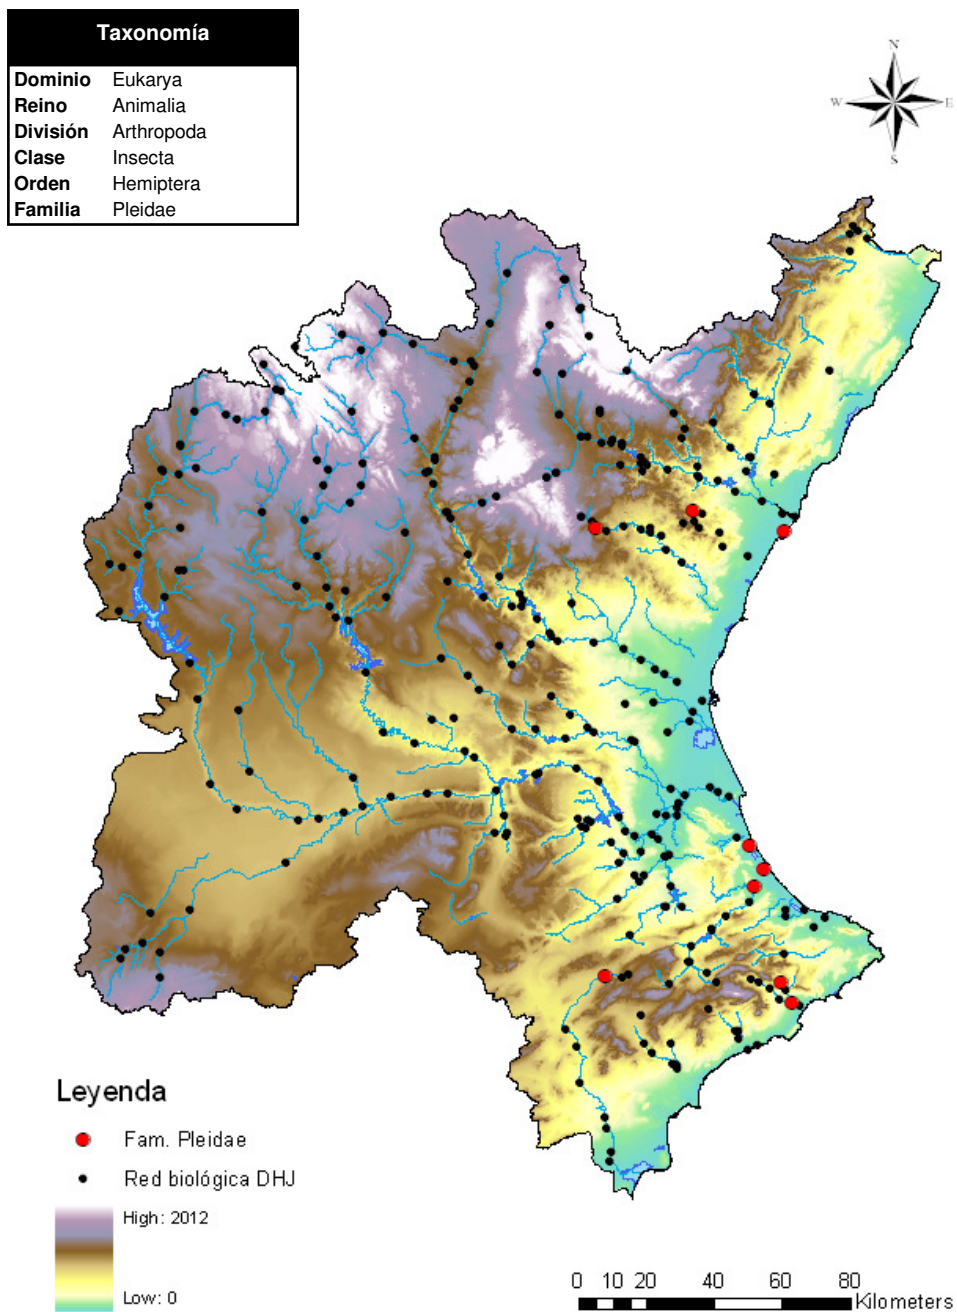 Taxonomía
Dominio Eukarya
Reino Animalia
División Arthropoda
Clase Insecta
Orden Hemiptera
Familia Pleidae
N
W E
S
Leyenda
Fam. Pleidae
Red biológica DHJ
High: 2012
Low: 0
0 10 20 40 60 80
Kilometers